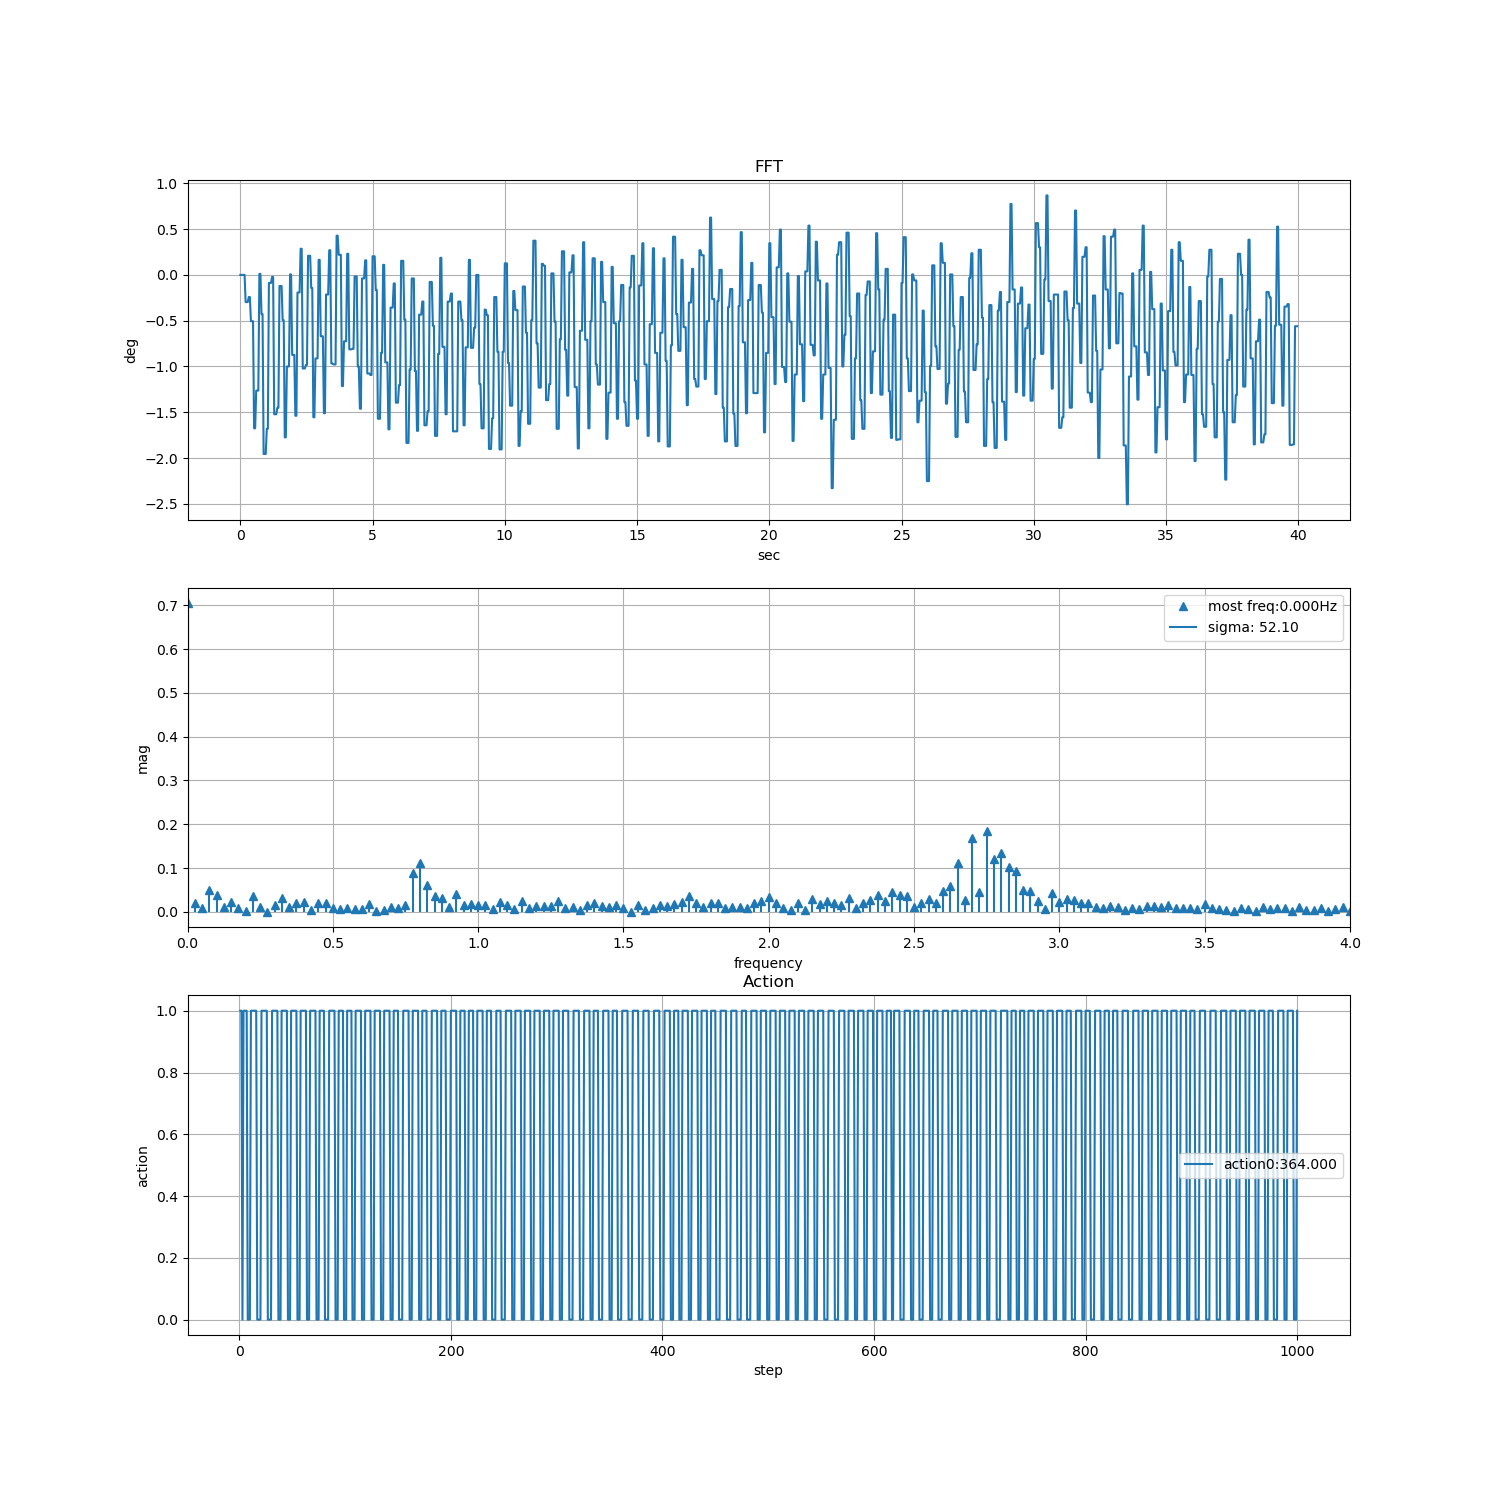 FFT
1.0
0.5
0.0
−0.5
−1.0
−1.5
−2.0
−2.5
deg
0 5 10 15 20 25 30 35 40
sec
0.7
0.6
0.5
0.4
0.3
0.2
0.1
0.0
mag
most freq:0.000Hz
sigma: 52.10
0.0 0.5 1.0 1.5 2.0 2.5 3.0 3.5 4.0
frequency
Action
1.0
0.8
0.6
0.4
0.2
0.0
action
action0:364.000
0 200 400 600 800 1000
step